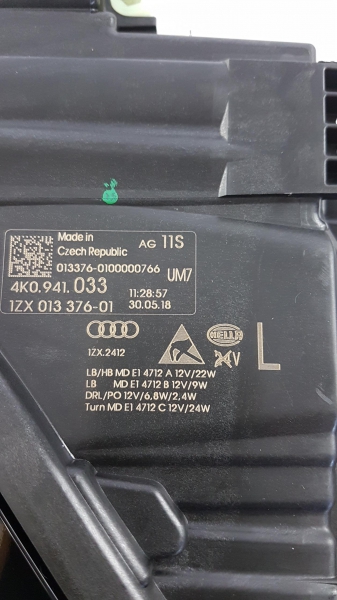 Made in
Czech Republic
AG 11S
013376-0100000766
UM7
4K0.941.033
11:28:57
1ZX 013 376-01
30.05.18
1ZX.2412
HELLA
24V
L
LB/HB MD E1 4712 A 12V/22W
LB MD E1 4712 B 12V/9W
DRL/PO 12V/6,8W/2,4W
Turn MD E1 4712 C 12V/24W